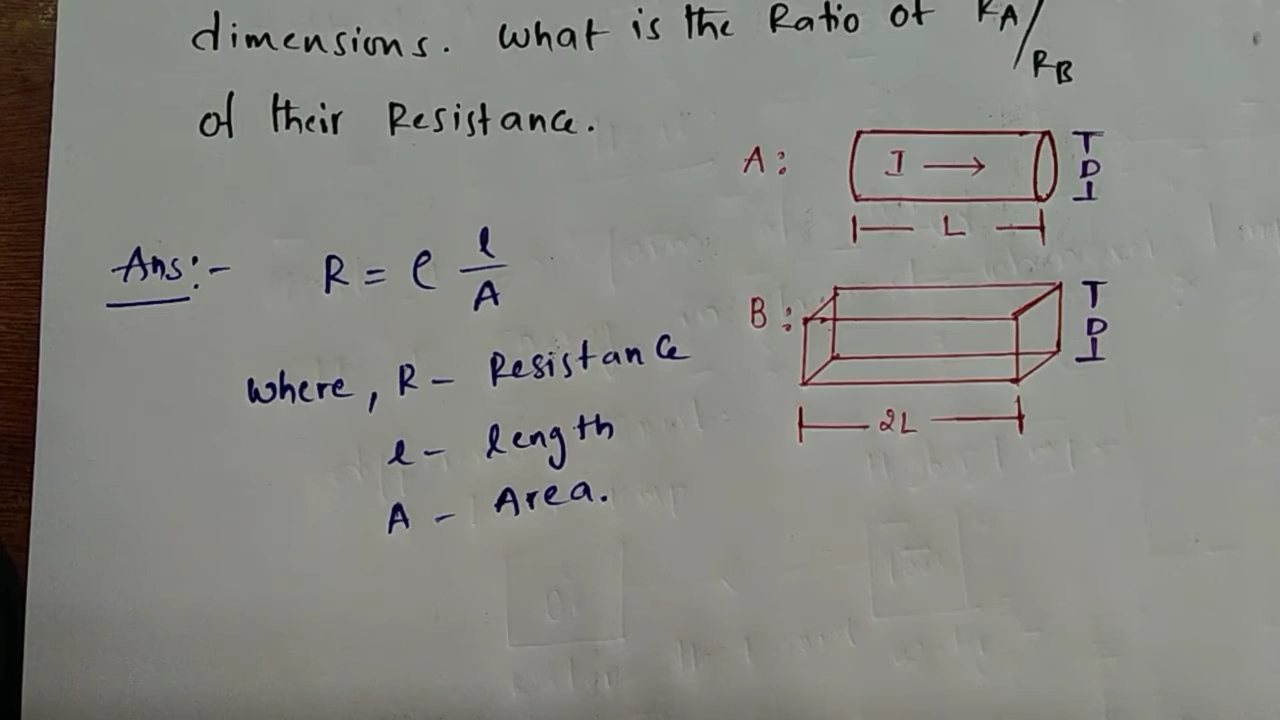 dimensions. What is the Ratio of RA/RB
of their Resistance.
A: I → T D ⊥
|— L —|
Ans:- R = ρ l/A
B: T D ⊥
where, R - Resistance
l - length
|— 2L —|
A - Area.